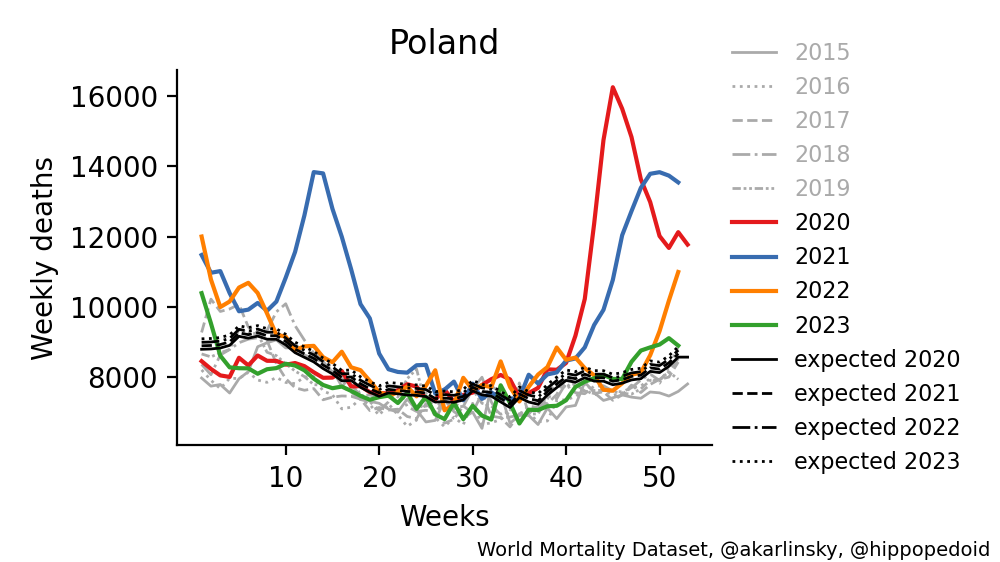 Poland
Weekly deaths
16000
14000
12000
10000
8000
10 20 30 40 50
Weeks
2015
2016
2017
2018
2019
2020
2021
2022
2023
expected 2020
expected 2021
expected 2022
expected 2023
World Mortality Dataset, @akarlinsky, @hippopedoid